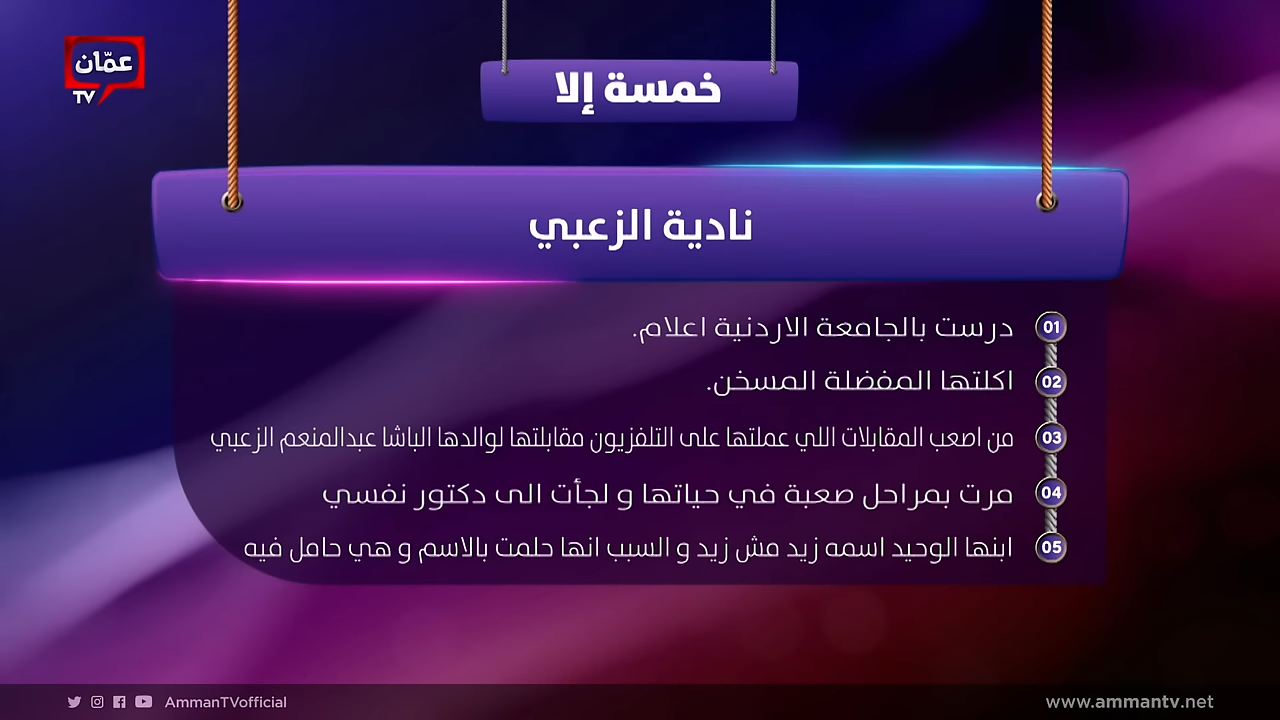 عمّان
TV
خمسة إلا
نادية الزعبي
01 درست بالجامعة الاردنية اعلام.
02 اكلتها المفضلة المسخن.
03 من اصعب المقابلات اللي عملتها على التلفزيون مقابلتها لوالدها الباشا عبدالمنعم الزعبي
04 مرت بمراحل صعبة في حياتها و لجأت الى دكتور نفسي
05 ابنها الوحيد اسمه زيد مش زيد و السبب انها حلمت بالاسم و هي حامل فيه
AmmanTVofficial
www.ammantv.net